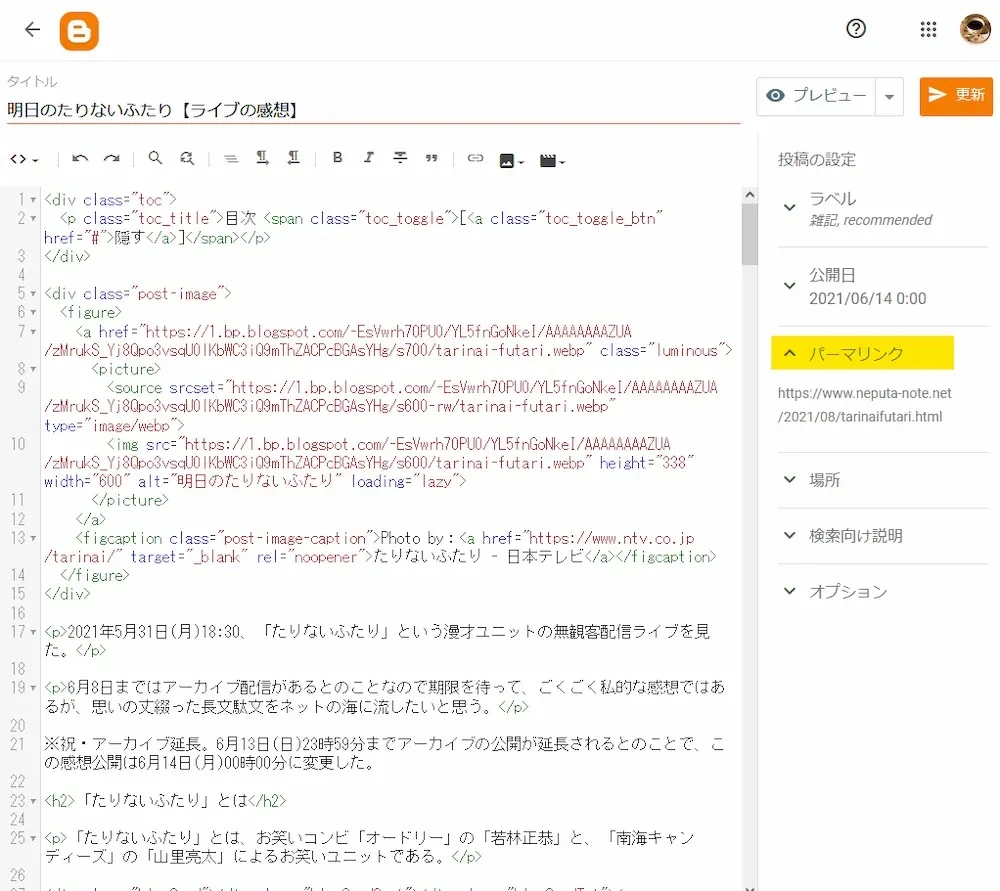 タイトル
明日のたりないふたり【ライブの感想】
プレビュー
更新
1 <div class="toc">
2 <p class="toc_title">目次 <span class="toc_toggle">[<a class="toc_toggle_btn"
href="#">隠す</a>]</span></p>
3 </div>
4
5 <div class="post-image">
6 <figure>
7 <a href="https://1.bp.blogspot.com/-EsVwrh70PU0/YL5fnGoNkeI/AAAAAAAAZUA
/zMrukS_Yj8Qpo3vsqU0lKbWC3iQ9mThZACPcBGAsYHg/s700/tarinai-futari.webp" class="luminous">
8 <picture>
9 <source srcset="https://1.bp.blogspot.com/-EsVwrh70PU0/YL5fnGoNkeI/AAAAAAAAZUA
/zMrukS_Yj8Qpo3vsqU0lKbWC3iQ9mThZACPcBGAsYHg/s600-rw/tarinai-futari.webp"
type="image/webp">
10 <img src="https://1.bp.blogspot.com/-EsVwrh70PU0/YL5fnGoNkeI/AAAAAAAAZUA
/zMrukS_Yj8Qpo3vsqU0lKbWC3iQ9mThZACPcBGAsYHg/s600/tarinai-futari.webp" height="338"
width="600" alt="明日のたりないふたり" loading="lazy">
11 </picture>
12 </a>
13 <figcaption class="post-image-caption">Photo by：<a href="https://www.ntv.co.jp
/tarinai/" target="_blank" rel="noopener">たりないふたり - 日本テレビ</a></figcaption>
14 </figure>
15 </div>
16
17 <p>2021年5月31日(月)18:30、「たりないふたり」という漫才ユニットの無観客配信ライブを見
た。</p>
18
19 <p>6月8日まではアーカイブ配信があるとのことなので期限を待って、ごくごく私的な感想ではあ
るが、思いの丈綴った長文駄文をネットの海に流したいと思う。</p>
20
21 ※祝・アーカイブ延長。6月13日(日)23時59分までアーカイブの公開が延長されるとのことで、こ
の感想公開は6月14日(月)00時00分に変更した。
22
23 <h2>「たりないふたり」とは</h2>
24
25 <p>「たりないふたり」とは、お笑いコンビ「オードリー」の「若林正恭」と、「南海キャン
ディーズ」の「山里亮太」によるお笑いユニットである。</p>
26
投稿の設定
ラベル
雑記, recommended
公開日
2021/06/14 0:00
パーマリンク
https://www.neputa-note.net
/2021/08/tarinaifutari.html
場所
検索向け説明
オプション